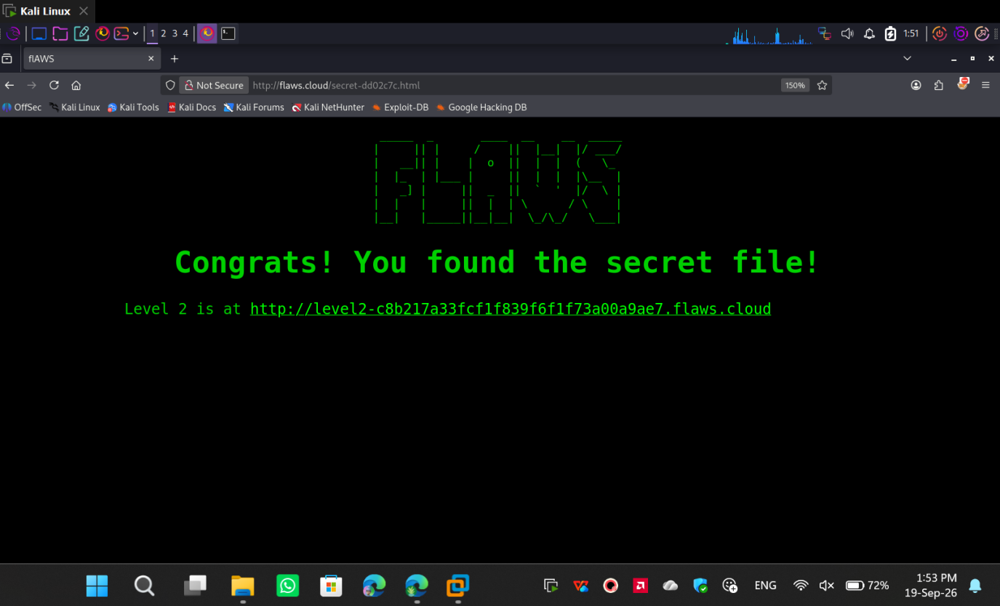 Kali Linux
1 2 3 4
1:51
flAWS
Not Secure http://flaws.cloud/secret-dd02c7c.html 150%
OffSec Kali Linux Kali Tools Kali Docs Kali Forums Kali NetHunter Exploit-DB Google Hacking DB
FLAWS
Congrats! You found the secret file!
Level 2 is at http://level2-c8b217a33fcf1f839f6f1f73a00a9ae7.flaws.cloud
ENG 72% 1:53 PM
19-Sep-26